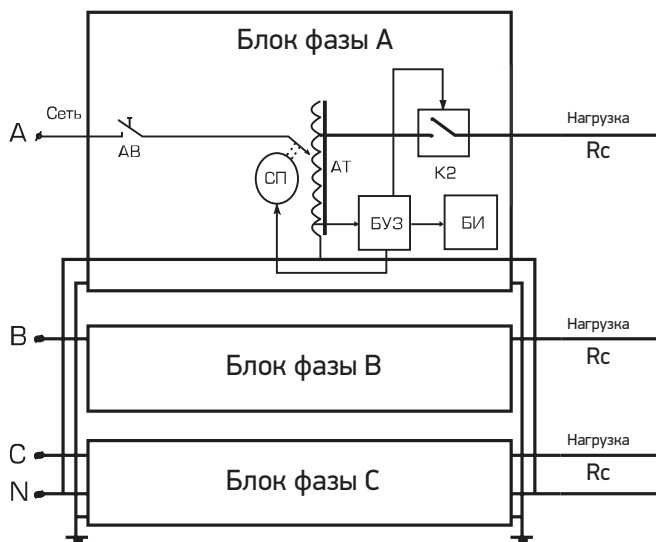 Блок фазы А
Сеть
А
АВ
СП
АТ
К2
БУЗ
БИ
Нагрузка
Rc
B
Блок фазы В
Нагрузка
Rc
C
N
Блок фазы С
Нагрузка
Rc